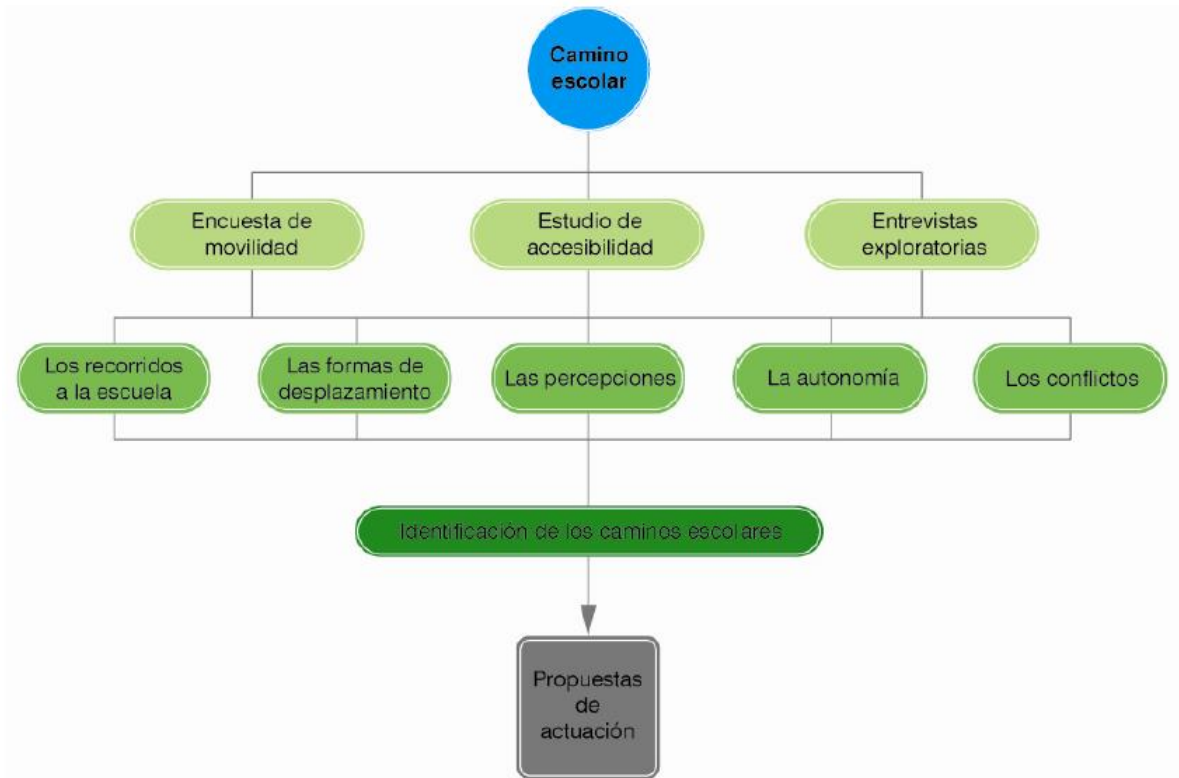 Camino
escolar
Encuesta de
movilidad
Estudio de
accesibilidad
Entrevistas
exploratorias
Los recorridos
a la escuela
Las formas de
desplazamiento
Las percepciones
La autonomía
Los conflictos
Identificación de los caminos escolares
Propuestas
de
actuación